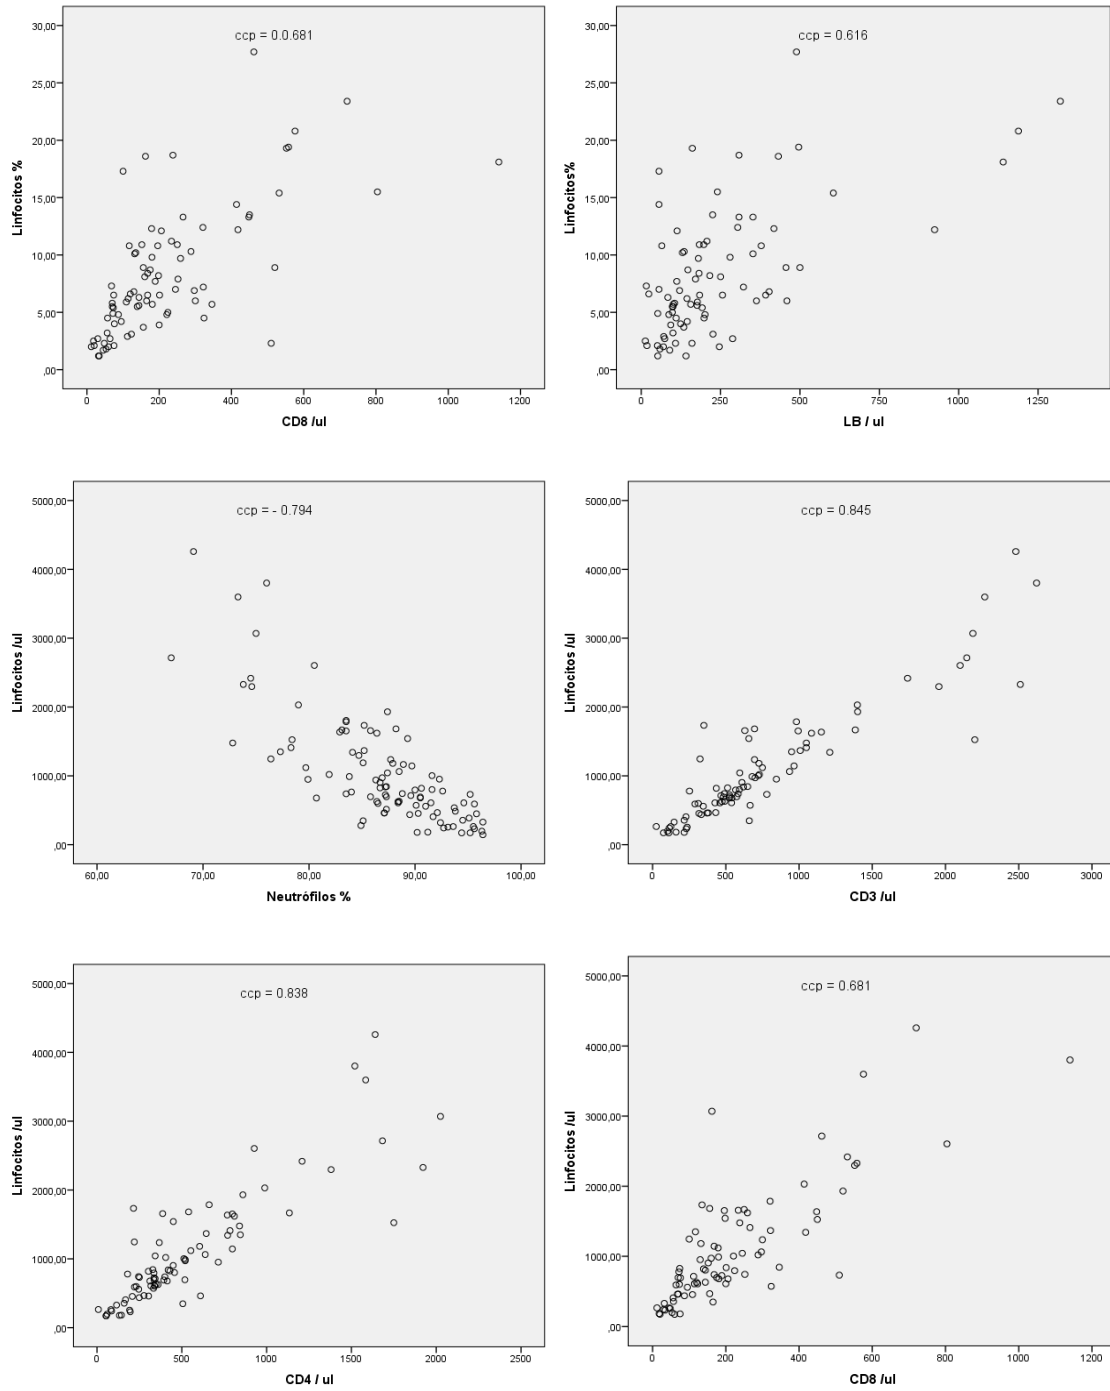 30,00
25,00
20,00
15,00
10,00
5,00
,00
Linfocitos %
ccp = 0.0.681
0 200 400 600 800 1000 1200
CD8 /ul
30,00
25,00
20,00
15,00
10,00
5,00
,00
Linfocitos%
ccp = 0.616
0 250 500 750 1000 1250
LB / ul
5000,00
4000,00
3000,00
2000,00
1000,00
,00
Linfocitos /ul
ccp = - 0.794
60,00 70,00 80,00 90,00 100,00
Neutrófilos %
5000,00
4000,00
3000,00
2000,00
1000,00
,00
Linfocitos /ul
ccp = 0.845
0 500 1000 1500 2000 2500 3000
CD3 /ul
5000,00
4000,00
3000,00
2000,00
1000,00
,00
Linfocitos /ul
ccp = 0.838
0 500 1000 1500 2000 2500
CD4 / ul
5000,00
4000,00
3000,00
2000,00
1000,00
,00
Linfocitos /ul
ccp = 0.681
0 200 400 600 800 1000 1200
CD8 /ul